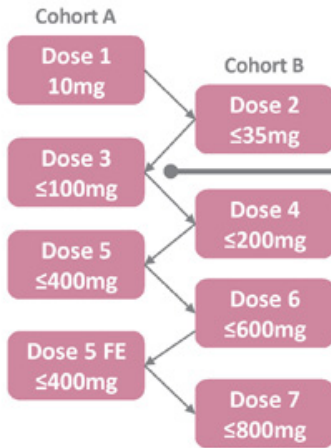 Cohort A
Dose 1
10mg
Cohort B
Dose 2
≤35mg
Dose 3
≤100mg
Dose 4
≤200mg
Dose 5
≤400mg
Dose 6
≤600mg
Dose 5 FE
≤400mg
Dose 7
≤800mg